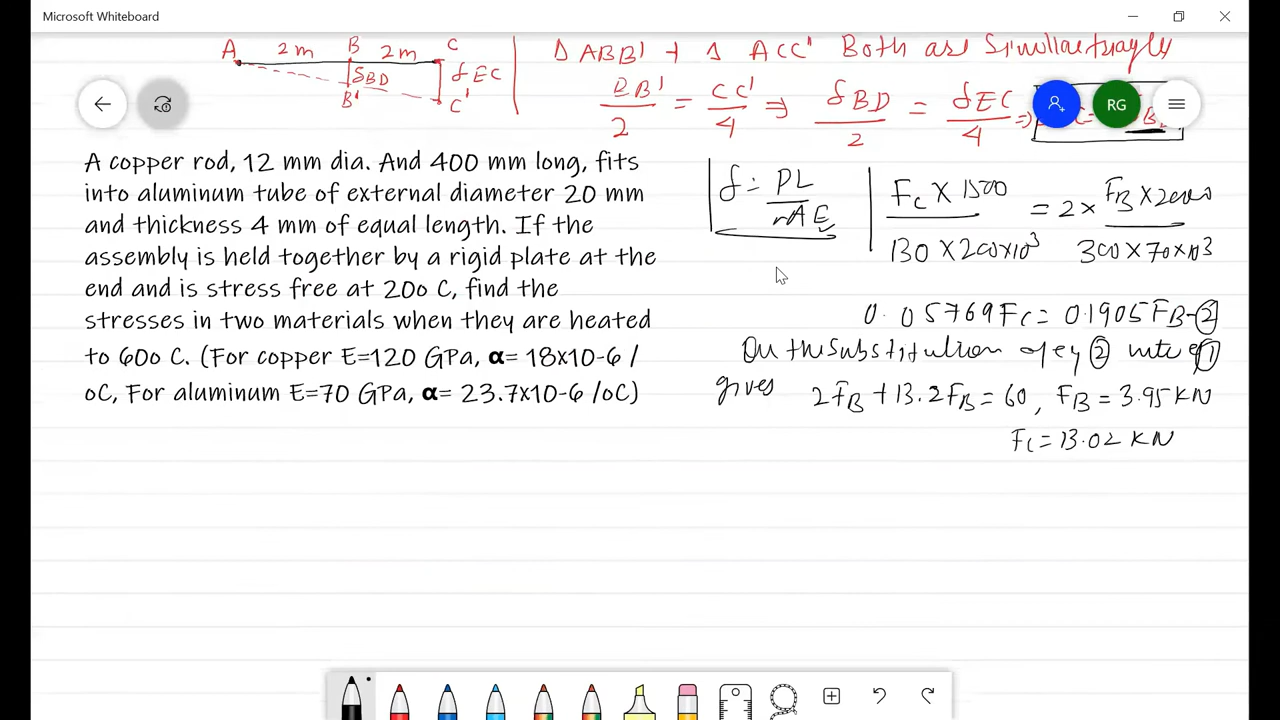 Microsoft Whiteboard
A 2m B 2m C
δBD δEC
B' C'
Δ ABB' + Δ ACC' Both are Similar
BB'/2 = CC'/4 ⇒ δBD/2 = δEC/4 ⇒
RG
A copper rod, 12 mm dia. And 400 mm long, fits
into aluminum tube of external diameter 20 mm
and thickness 4 mm of equal length. If the
assembly is held together by a rigid plate at the
end and is stress free at 20o C, find the
stresses in two materials when they are heated
to 60o C. (For copper E=120 GPa, α= 18x10-6 /
oC, For aluminum E=70 GPa, α= 23.7x10-6 /oC)
δ = PL/AE
FC X 1500 / 130 X 200x10³ = 2 x FB x 2000 / 300 x 70 x 10³
0.05769 FC = 0.1905 FB - ②
On the Substitution of eq ② into eq ①
gives 2FB + 13.2FB = 60, FB = 3.95 KN
FC = 13.02 KN